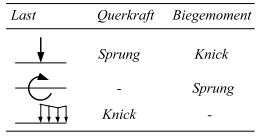 Last Querkraft Biegemoment
Sprung Knick
- Sprung
Knick -